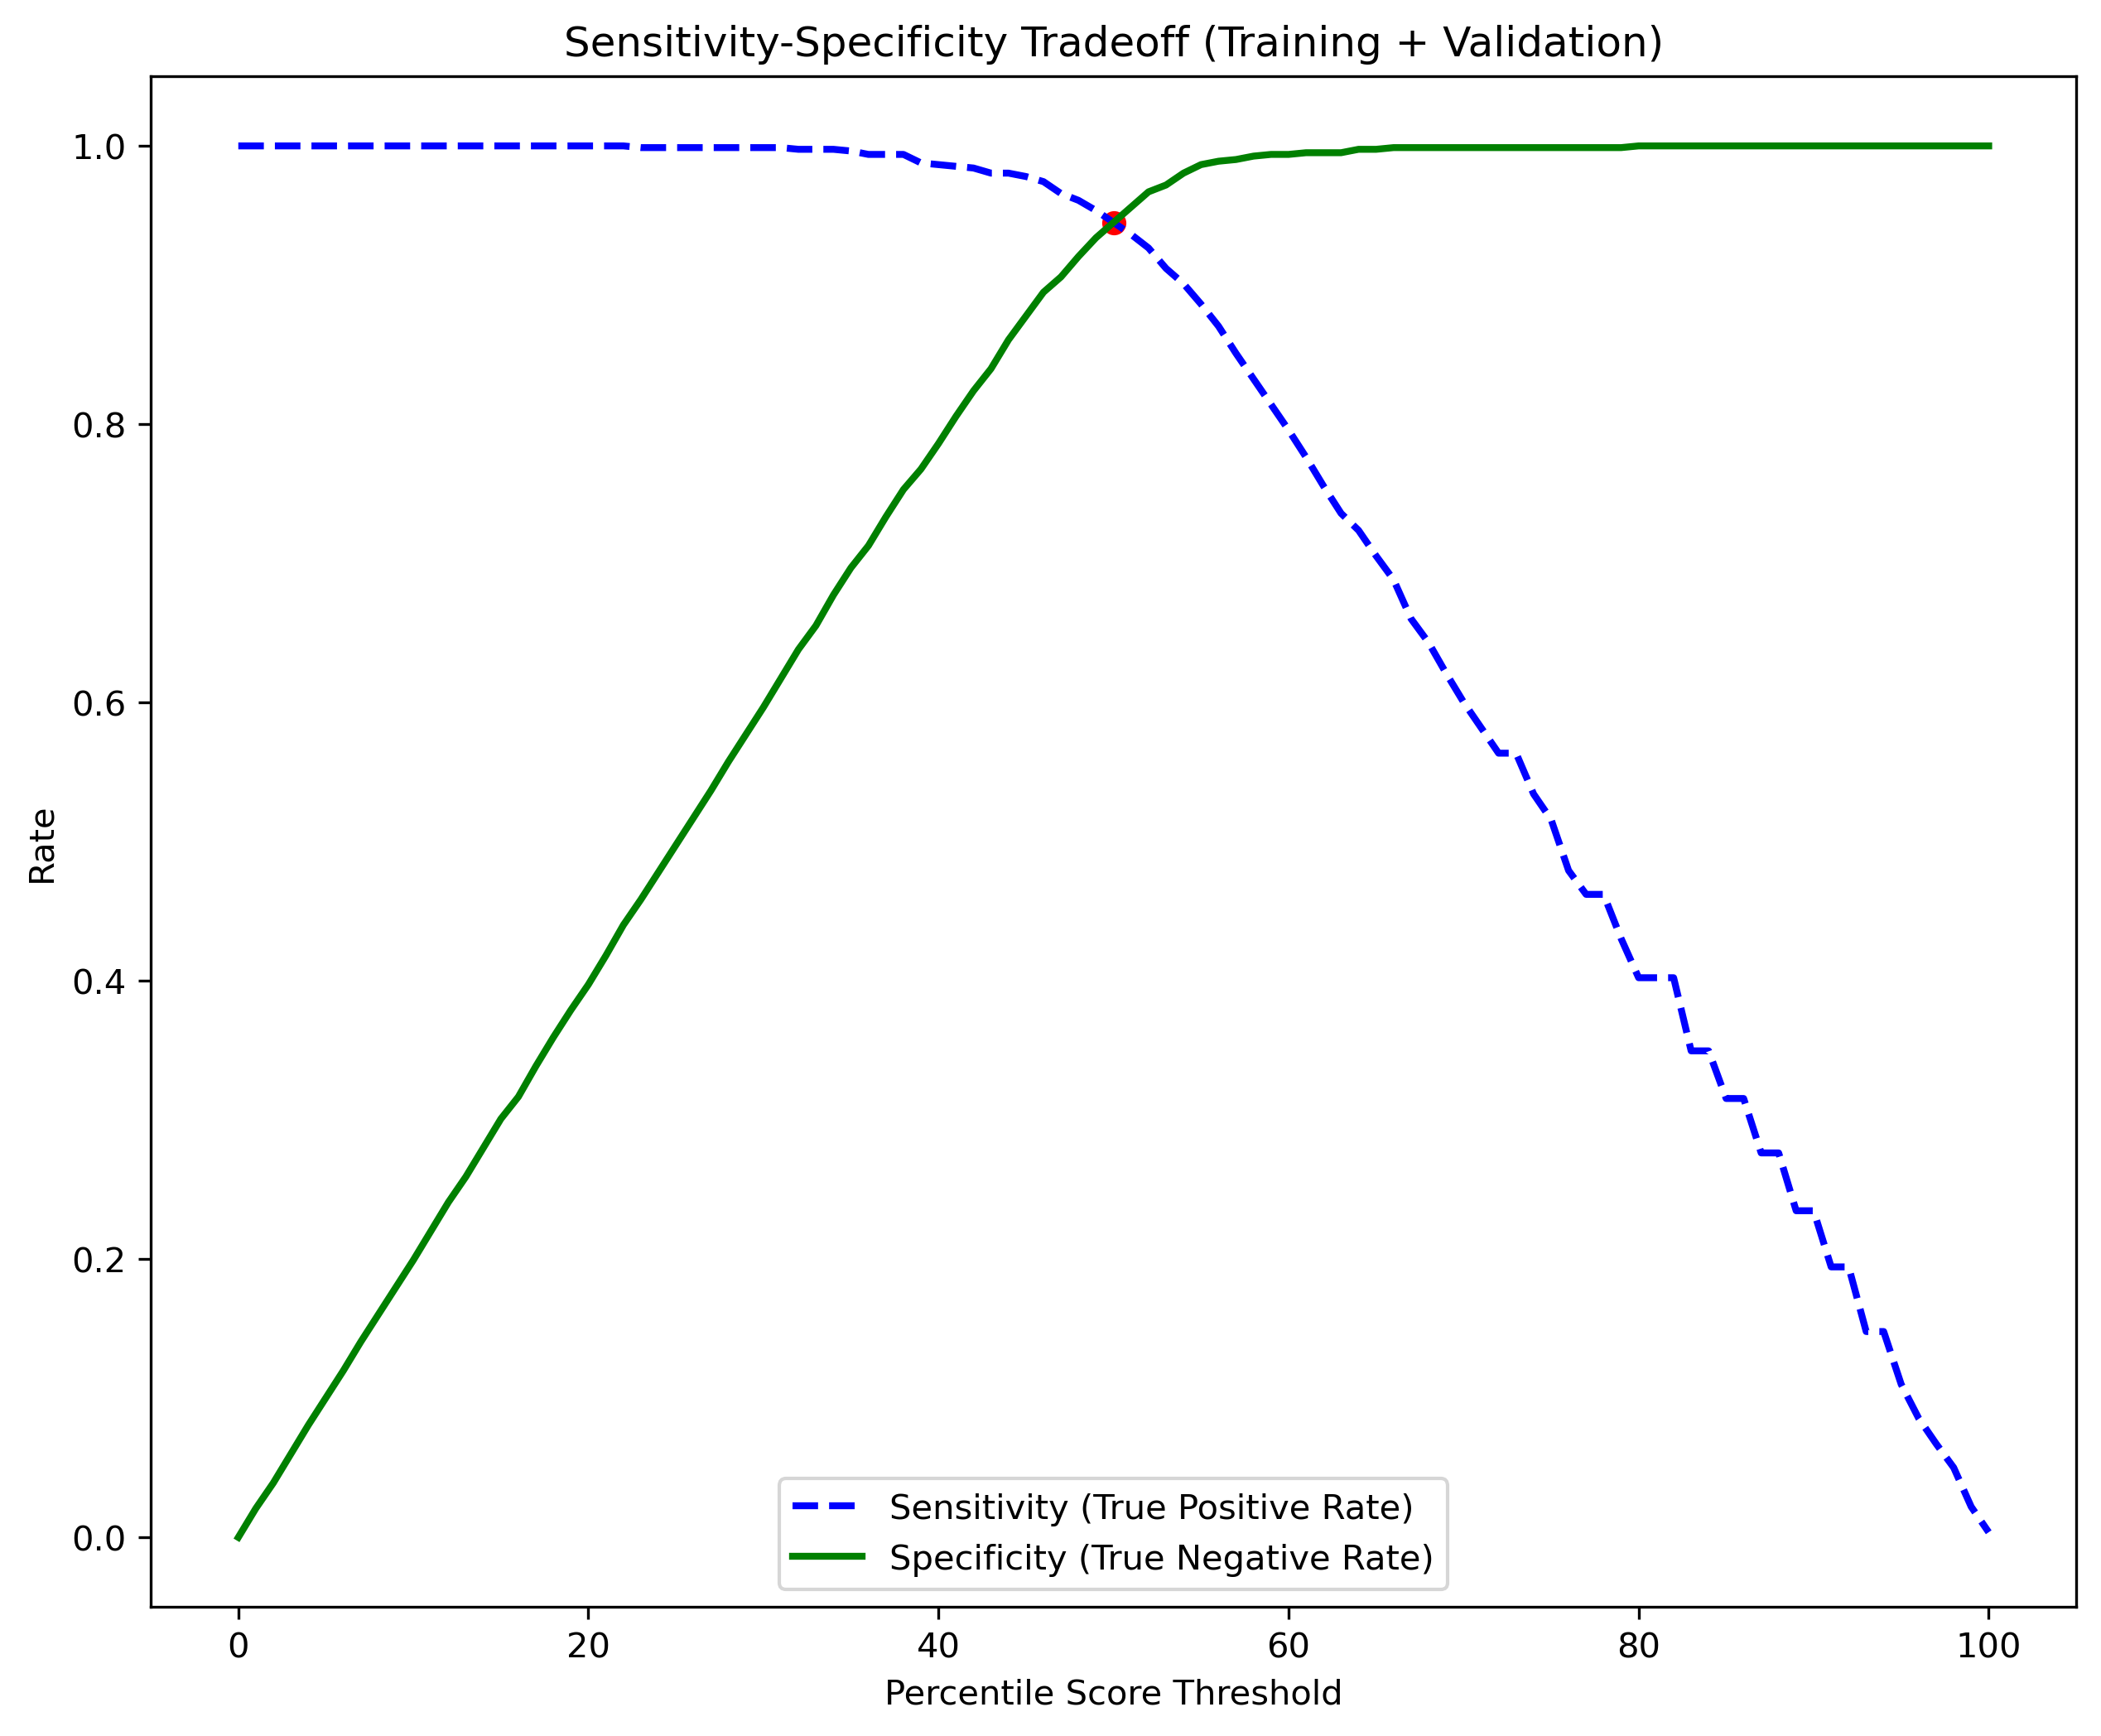 Sensitivity-Specificity Tradeoff (Training + Validation)
1.0
0.8
0.6
0.4
0.2
0.0
Rate
Sensitivity (True Positive Rate)
Specificity (True Negative Rate)
0 20 40 60 80 100
Percentile Score Threshold